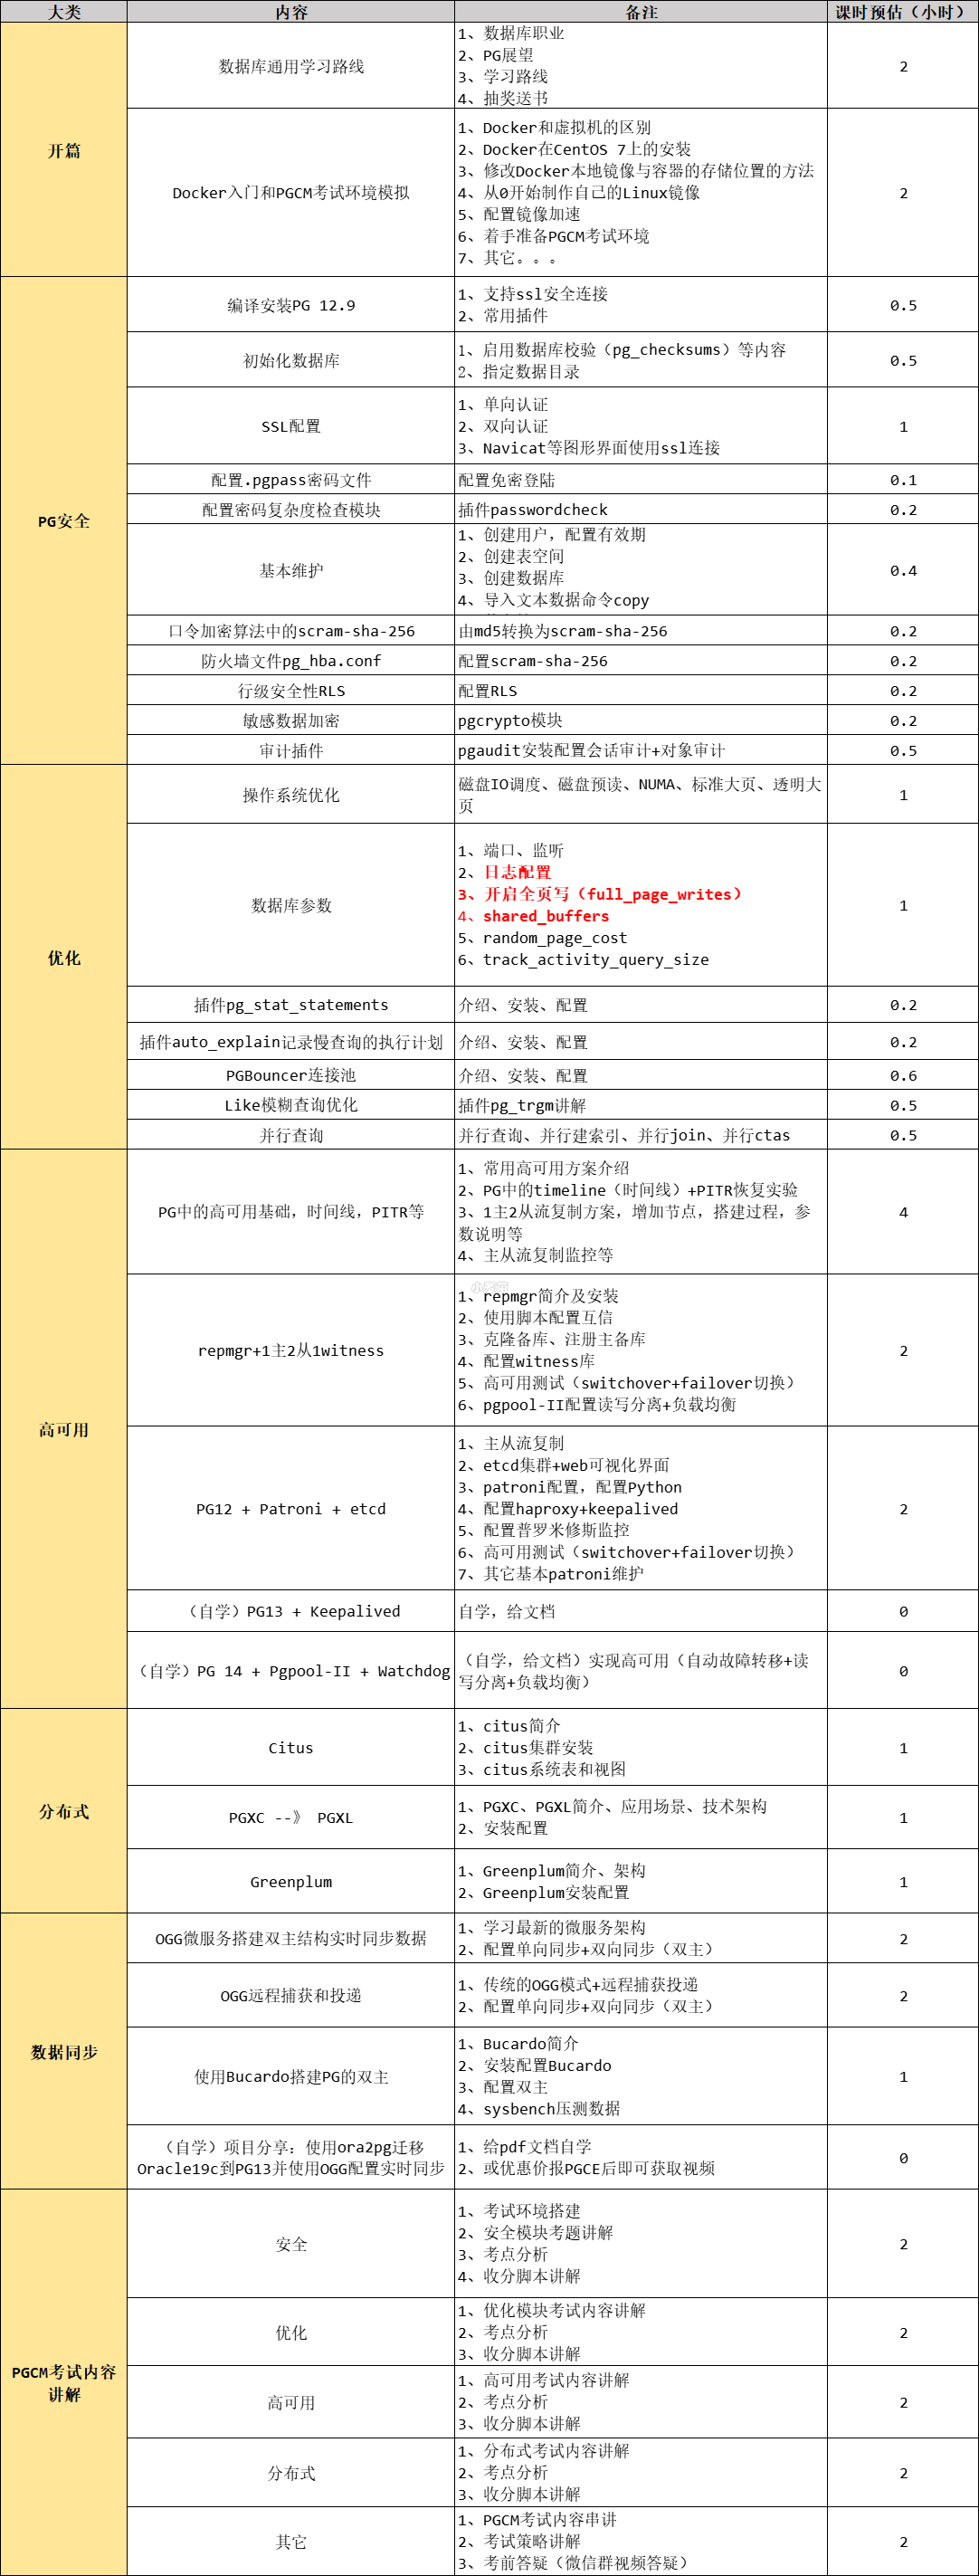 大类 内容 备注 课时预估（小时）
开篇
数据库通用学习路线
1、数据库职业
2、PG展望
3、学习路线
4、抽奖送书
2
Docker入门和PGCM考试环境模拟
1、Docker和虚拟机的区别
2、Docker在CentOS 7上的安装
3、修改Docker本地镜像与容器的存储位置的方法
4、从0开始制作自己的Linux镜像
5、配置镜像加速
6、着手准备PGCM考试环境
7、其它。。。
2
PG安全
编译安装PG 12.9
1、支持ssl安全连接
2、常用插件
0.5
初始化数据库
1、启用数据库校验（pg_checksums）等内容
2、指定数据目录
0.5
SSL配置
1、单向认证
2、双向认证
3、Navicat等图形界面使用ssl连接
1
配置.pgpass密码文件 配置免密登陆 0.1
配置密码复杂度检查模块 插件passwordcheck 0.2
基本维护
1、创建用户，配置有效期
2、创建表空间
3、创建数据库
4、导入文本数据命令copy
0.4
口令加密算法中的scram-sha-256 由md5转换为scram-sha-256 0.2
防火墙文件pg_hba.conf 配置scram-sha-256 0.2
行级安全性RLS 配置RLS 0.2
敏感数据加密 pgcrypto模块 0.2
审计插件 pgaudit安装配置会话审计+对象审计 0.5
优化
操作系统优化
磁盘IO调度、磁盘预读、NUMA、标准大页、透明大
页
1
数据库参数
1、端口、监听
2、日志配置
3、开启全页写（full_page_writes）
4、shared_buffers
5、random_page_cost
6、track_activity_query_size
1
插件pg_stat_statements 介绍、安装、配置 0.2
插件auto_explain记录慢查询的执行计划 介绍、安装、配置 0.2
PGBouncer连接池 介绍、安装、配置 0.6
Like模糊查询优化 插件pg_trgm讲解 0.5
并行查询 并行查询、并行建索引、并行join、并行ctas 0.5
高可用
PG中的高可用基础，时间线，PITR等
1、常用高可用方案介绍
2、PG中的timeline（时间线）+PITR恢复实验
3、1主2从流复制方案，增加节点，搭建过程，参
数说明等
4、主从流复制监控等
4
repmgr+1主2从1witness
1、repmgr简介及安装
2、使用脚本配置互信
3、克隆备库、注册主备库
4、配置witness库
5、高可用测试（switchover+failover切换）
6、pgpool-II配置读写分离+负载均衡
2
PG12 + Patroni + etcd
1、主从流复制
2、etcd集群+web可视化界面
3、patroni配置，配置Python
4、配置haproxy+keepalived
5、配置普罗米修斯监控
6、高可用测试（switchover+failover切换）
7、其它基本patroni维护
2
（自学）PG13 + Keepalived 自学，给文档 0
（自学）PG 14 + Pgpool-II + Watchdog
（自学，给文档）实现高可用（自动故障转移+读
写分离+负载均衡）
0
分布式
Citus
1、citus简介
2、citus集群安装
3、citus系统表和视图
1
PGXC --》 PGXL
1、PGXC、PGXL简介、应用场景、技术架构
2、安装配置
1
Greenplum
1、Greenplum简介、架构
2、Greenplum安装配置
1
数据同步
OGG微服务搭建双主结构实时同步数据
1、学习最新的微服务架构
2、配置单向同步+双向同步（双主）
2
OGG远程捕获和投递
1、传统的OGG模式+远程捕获投递
2、配置单向同步+双向同步（双主）
2
使用Bucardo搭建PG的双主
1、Bucardo简介
2、安装配置Bucardo
3、配置双主
4、sysbench压测数据
1
（自学）项目分享：使用ora2pg迁移
Oracle19c到PG13并使用OGG配置实时同步
1、给pdf文档自学
2、或优惠价报PGCE后即可获取视频
0
PGCM考试内容
讲解
安全
1、考试环境搭建
2、安全模块考题讲解
3、考点分析
4、收分脚本讲解
2
优化
1、优化模块考试内容讲解
2、考点分析
3、收分脚本讲解
2
高可用
1、高可用考试内容讲解
2、考点分析
3、收分脚本讲解
2
分布式
1、分布式考试内容讲解
2、考点分析
3、收分脚本讲解
2
其它
1、PGCM考试内容串讲
2、考试策略讲解
3、考前答疑（微信群视频答疑）
2